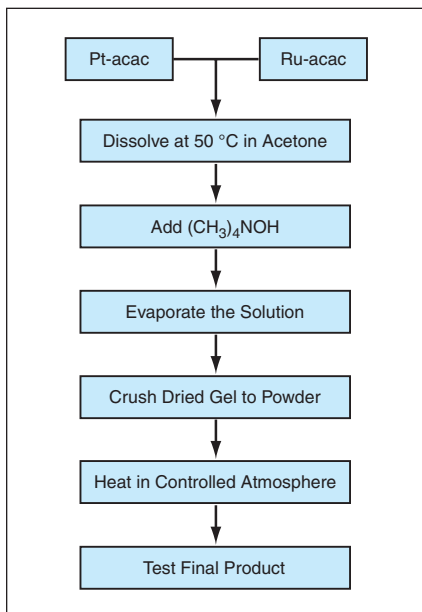 Pt-acac
Ru-acac
Dissolve at 50 °C in Acetone
Add (CH₃)₄NOH
Evaporate the Solution
Crush Dried Gel to Powder
Heat in Controlled Atmosphere
Test Final Product